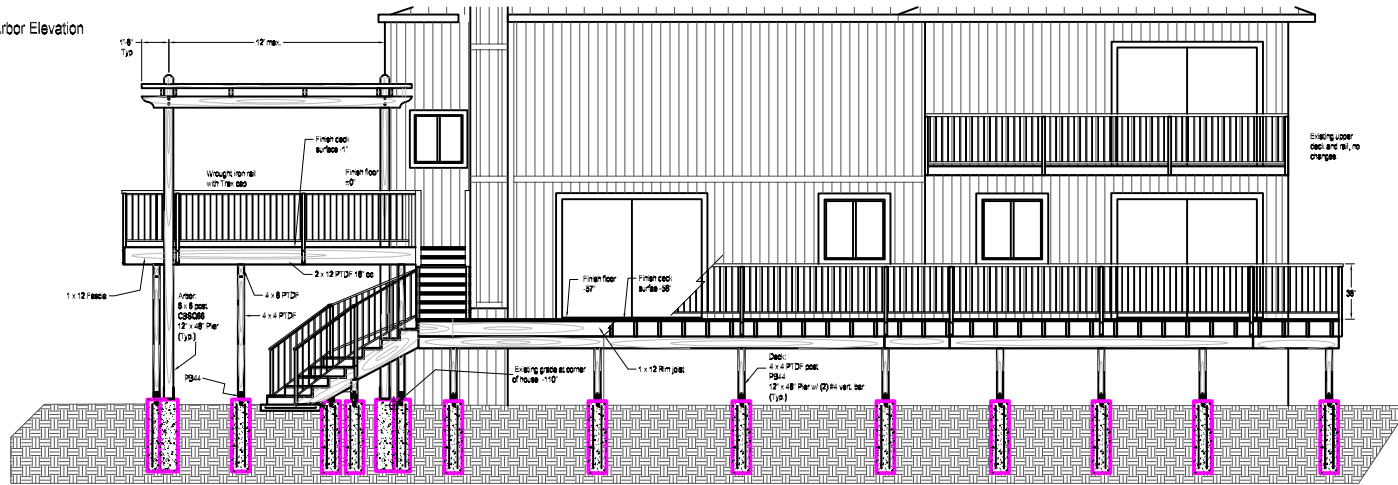 Arbor Elevation
1'-6"
Typ
12' max.
Finish deck
surface -1"
Wrought iron rail
with Trex cap
Finish floor
±0"
Existing upper
deck and rail, no
changes.
2 x 12 PTDF 16" oc
1 x 12 Fascia
4 x 6 PTDF
Arbor:
6 x 6 post
CBSQ66
12" x 48" Pier
(Typ.)
4 x 4 PTDF
PB44
Finish floor
-57"
Finish deck
surface -58"
36"
1 x 12 Rim joist
Existing grade at corner
of house -110"
Deck:
4 x 4 PTDF post
PB44
12" x 48" Pier w/ (2) #4 vert. bar
(Typ.)